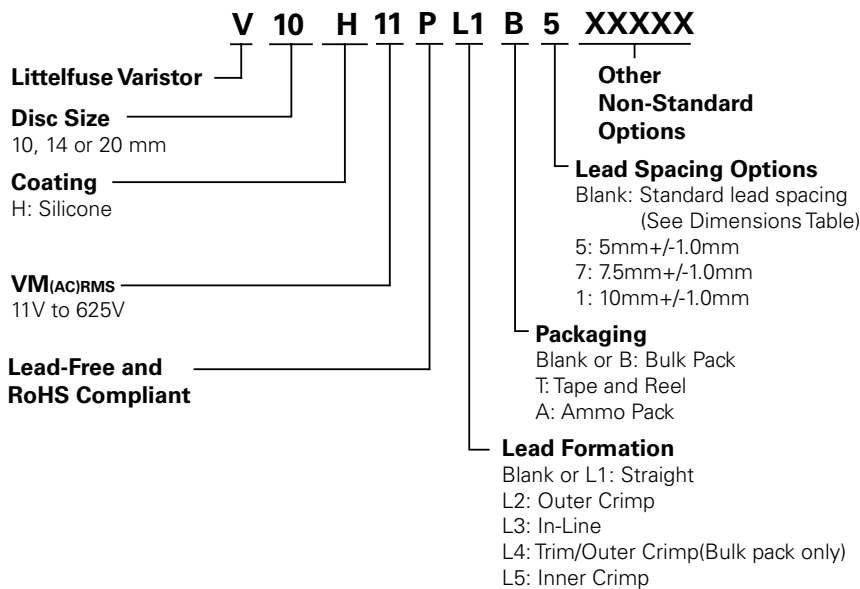 V 10 H 11 P L1 B 5 XXXXX
Littelfuse Varistor
Disc Size
10, 14 or 20 mm
Coating
H: Silicone
VM(AC)RMS
11V to 625V
Lead-Free and
RoHS Compliant
Other
Non-Standard
Options
Lead Spacing Options
Blank: Standard lead spacing
(See Dimensions Table)
5: 5mm+/-1.0mm
7: 7.5mm+/-1.0mm
1: 10mm+/-1.0mm
Packaging
Blank or B: Bulk Pack
T: Tape and Reel
A: Ammo Pack
Lead Formation
Blank or L1: Straight
L2: Outer Crimp
L3: In-Line
L4: Trim/Outer Crimp(Bulk pack only)
L5: Inner Crimp